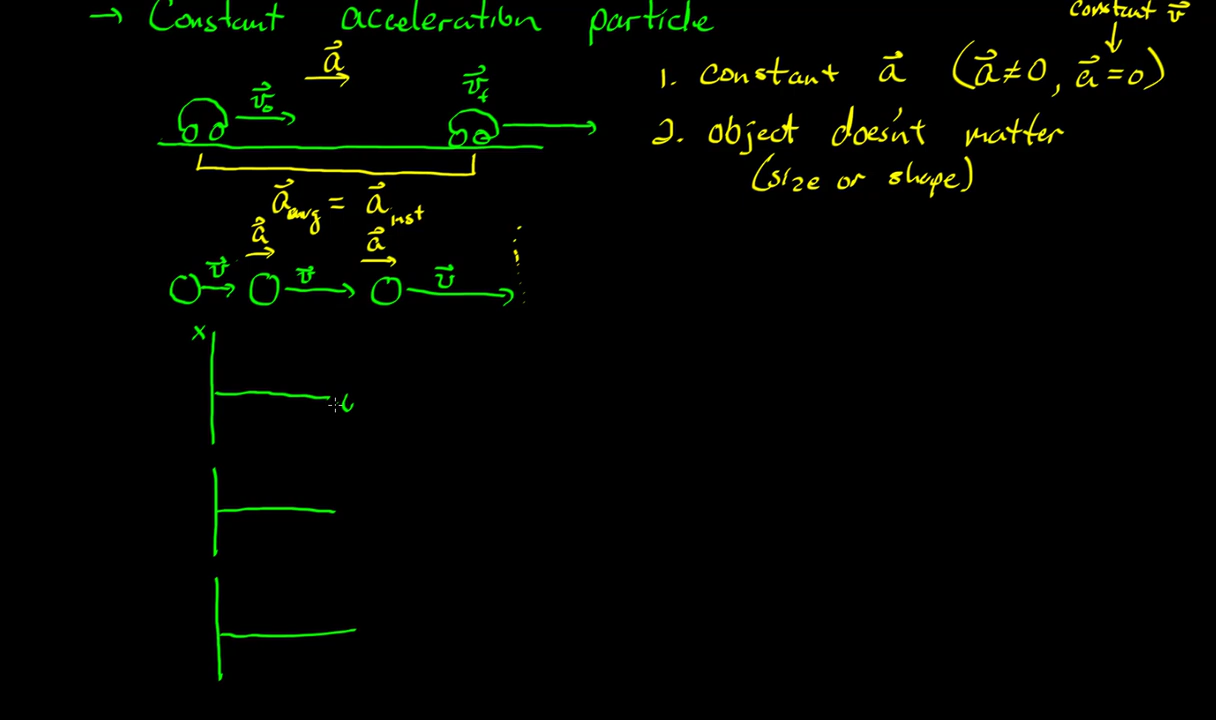 → Constant acceleration particle
constant v⃗
↓
1. constant a⃗ (a⃗≠0, a⃗=0)
2. object doesn't matter
(size or shape)
a⃗
v⃗₀
v⃗f
a⃗avg = a⃗inst
a⃗ a⃗
v⃗ v⃗ v⃗
x